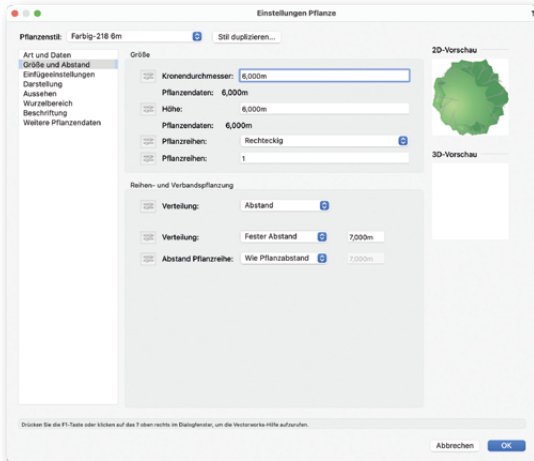 Einstellungen Pflanze
Pflanzenstil: Farbig-218 6m Stil duplizieren...
Art und Daten
Größe und Abstand
Einfügeeinstellungen
Darstellung
Aussehen
Wurzelbereich
Beschriftung
Weitere Pflanzendaten
Größe
Kronendurchmesser: 6,000m
Pflanzendaten: 6,000m
Höhe: 6,000m
Pflanzendaten: 6,000m
Pflanzreihen: Rechteckig
Pflanzreihen: 1
Reihen- und Verbandspflanzung
Verteilung: Abstand
Verteilung: Fester Abstand 7,000m
Abstand Pflanzreihe: Wie Pflanzabstand 7,000m
2D-Vorschau
3D-Vorschau
Drücken Sie die F1-Taste oder klicken auf das ? oben rechts im Dialogfenster, um die Vectorworks-Hilfe aufzurufen.
Abbrechen OK